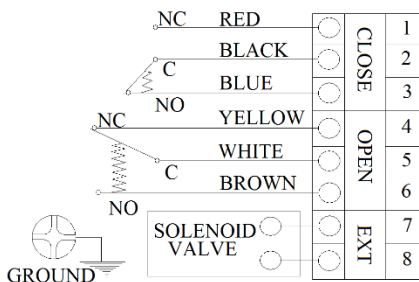 NC RED 1
BLACK 2
C
BLUE 3
NO
CLOSE
NC YELLOW 4
WHITE 5
C
BROWN 6
NO
OPEN
SOLENOID 7
VALVE 8
EXT
GROUND